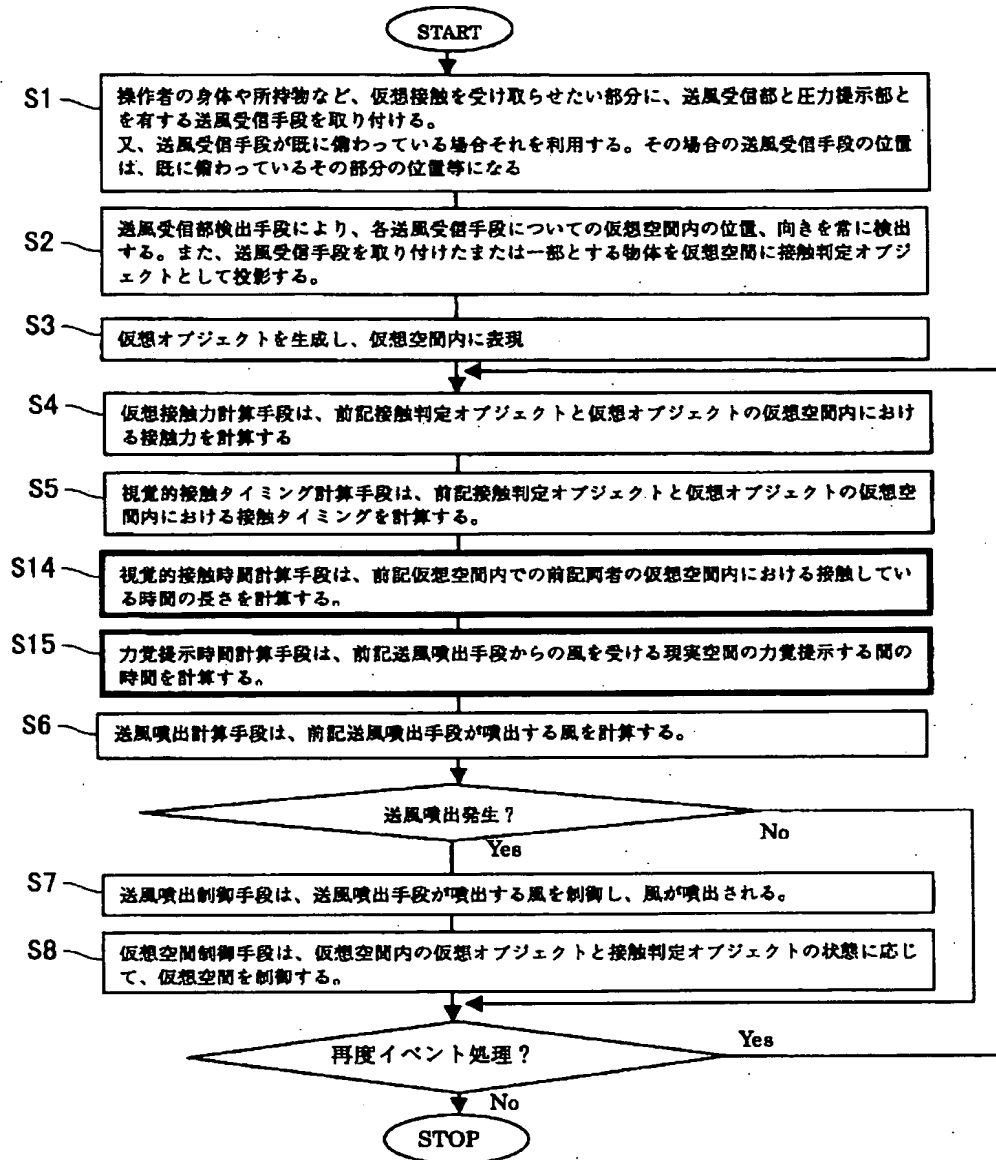 START
S1
操作者の身体や所持物など、仮想接触を受け取らせたい部分に、送風受信部と圧力提示部と
を有する送風受信手段を取り付ける。
又、送風受信手段が既に備わっている場合それを利用する。その場合の送風受信手段の位置
は、既に備わっているその部分の位置等になる
S2
送風受信部検出手段により、各送風受信手段についての仮想空間内の位置、向きを常に検出
する。また、送風受信手段を取り付けたまたは一部とする物体を仮想空間に接触判定オブジ
ェクトとして投影する。
S3
仮想オブジェクトを生成し、仮想空間内に表現
S4
仮想接触力計算手段は、前記接触判定オブジェクトと仮想オブジェクトの仮想空間内におけ
る接触力を計算する
S5
視覚的接触タイミング計算手段は、前記接触判定オブジェクトと仮想オブジェクトの仮想空
間内における接触タイミングを計算する。
S14
視覚的接触時間計算手段は、前記仮想空間内での前記両者の仮想空間内における接触してい
る時間の長さを計算する。
S15
力覚提示時間計算手段は、前記送風噴出手段からの風を受ける現実空間の力覚提示する間の
時間を計算する。
S6
送風噴出計算手段は、前記送風噴出手段が噴出する風を計算する。
送風噴出発生？
No
Yes
S7
送風噴出制御手段は、送風噴出手段が噴出する風を制御し、風が噴出される。
S8
仮想空間制御手段は、仮想空間内の仮想オブジェクトと接触判定オブジェクトの状態に応じ
て、仮想空間を制御する。
再度イベント処理？
Yes
No
STOP